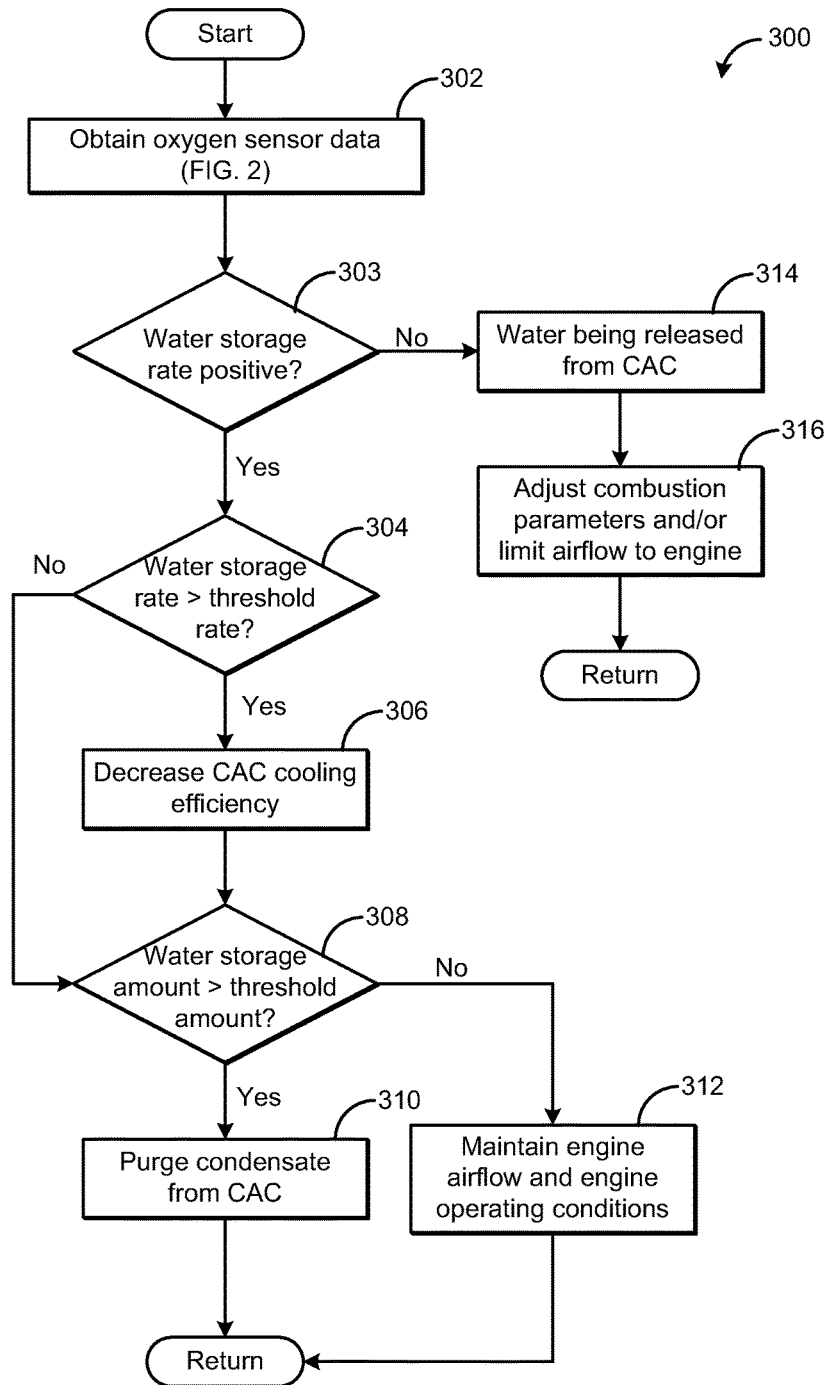 Start
300
302
Obtain oxygen sensor data
(FIG. 2)
303
Water storage
rate positive?
No
314
Water being released
from CAC
Yes
316
Adjust combustion
parameters and/or
limit airflow to engine
Return
304
No
Water storage
rate > threshold
rate?
Yes
306
Decrease CAC cooling
efficiency
308
Water storage
amount > threshold
amount?
No
Yes
310
Purge condensate
from CAC
312
Maintain engine
airflow and engine
operating conditions
Return